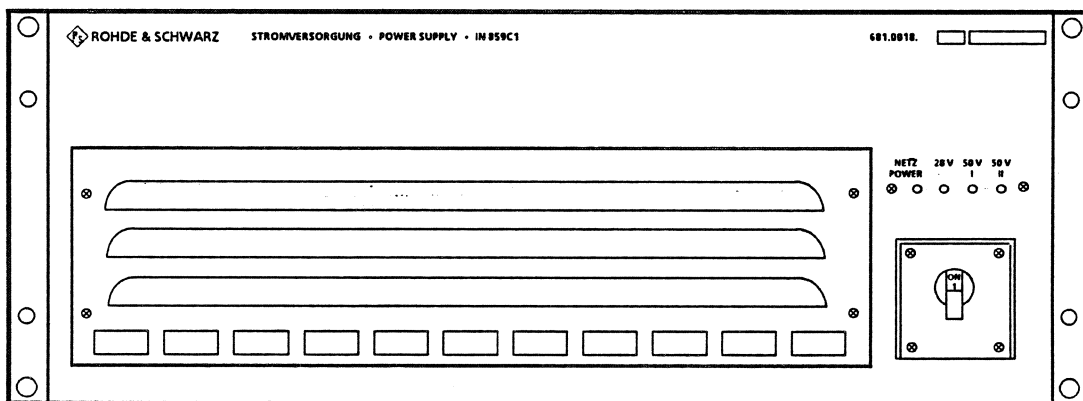 ROHDE & SCHWARZ STROMVERSORGUNG · POWER SUPPLY · IN 859C1 681.0818.
NETZ 28 V 50 V 50 V
POWER I II
ON
1